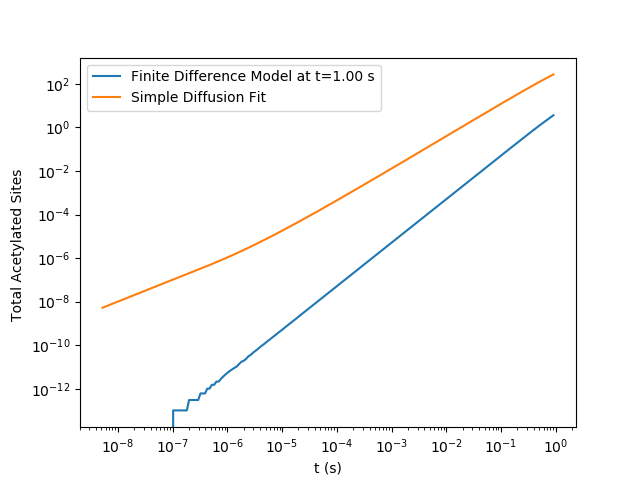 Finite Difference Model at t=1.00 s
Simple Diffusion Fit
Total Acetylated Sites
10^2
10^0
10^-2
10^-4
10^-6
10^-8
10^-10
10^-12
10^-8 10^-7 10^-6 10^-5 10^-4 10^-3 10^-2 10^-1 10^0
t (s)